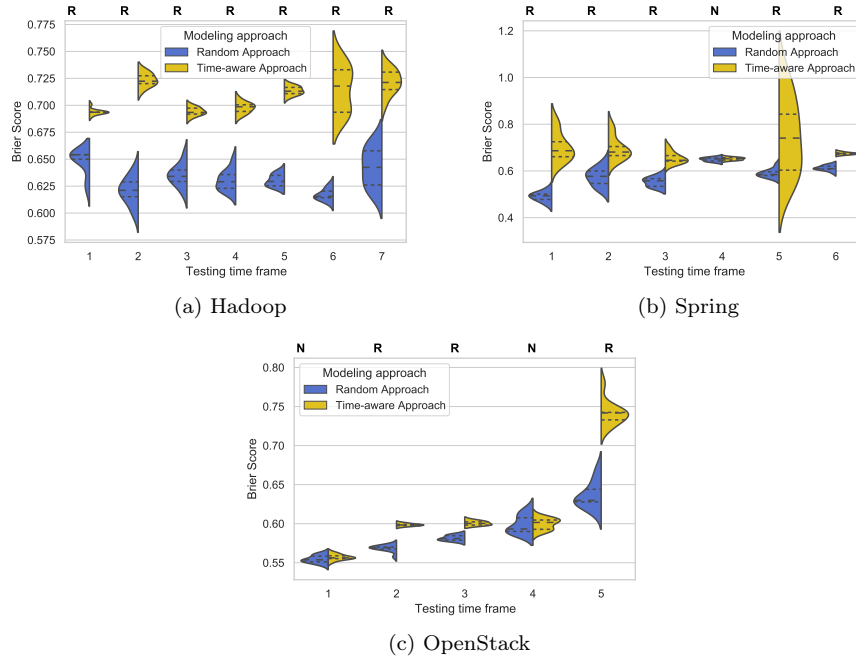 R R R R R R R
Modeling approach
Random Approach
Time-aware Approach
Brier Score
0.775
0.750
0.725
0.700
0.675
0.650
0.625
0.600
0.575
1 2 3 4 5 6 7
Testing time frame
(a) Hadoop
R R R N R R
Modeling approach
Random Approach
Time-aware Approach
Brier Score
1.2
1.0
0.8
0.6
0.4
1 2 3 4 5 6
Testing time frame
(b) Spring
N R R N R
Modeling approach
Random Approach
Time-aware Approach
Brier Score
0.80
0.75
0.70
0.65
0.60
0.55
1 2 3 4 5
Testing time frame
(c) OpenStack